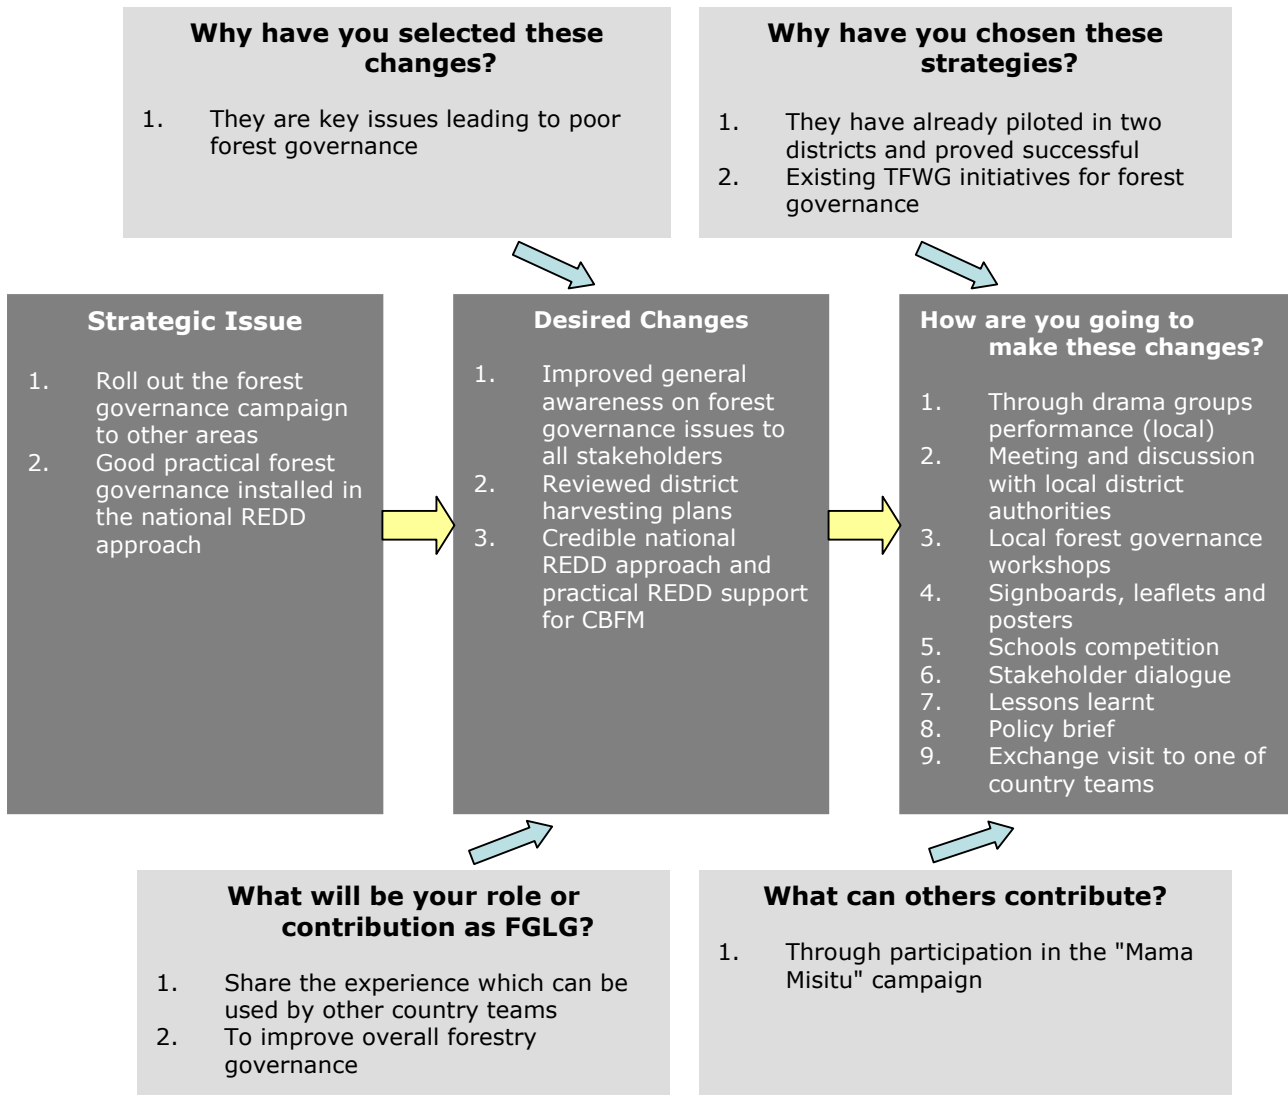 Why have you selected these
changes?
1. They are key issues leading to poor
forest governance
Why have you chosen these
strategies?
1. They have already piloted in two
districts and proved successful
2. Existing TFWG initiatives for forest
governance
Strategic Issue
1. Roll out the forest
governance campaign
to other areas
2. Good practical forest
governance installed in
the national REDD
approach
Desired Changes
1. Improved general
awareness on forest
governance issues to
all stakeholders
2. Reviewed district
harvesting plans
3. Credible national
REDD approach and
practical REDD support
for CBFM
How are you going to
make these changes?
1. Through drama groups
performance (local)
2. Meeting and discussion
with local district
authorities
3. Local forest governance
workshops
4. Signboards, leaflets and
posters
5. Schools competition
6. Stakeholder dialogue
7. Lessons learnt
8. Policy brief
9. Exchange visit to one of
country teams
What will be your role or
contribution as FGLG?
1. Share the experience which can be
used by other country teams
2. To improve overall forestry
governance
What can others contribute?
1. Through participation in the "Mama
Misitu" campaign